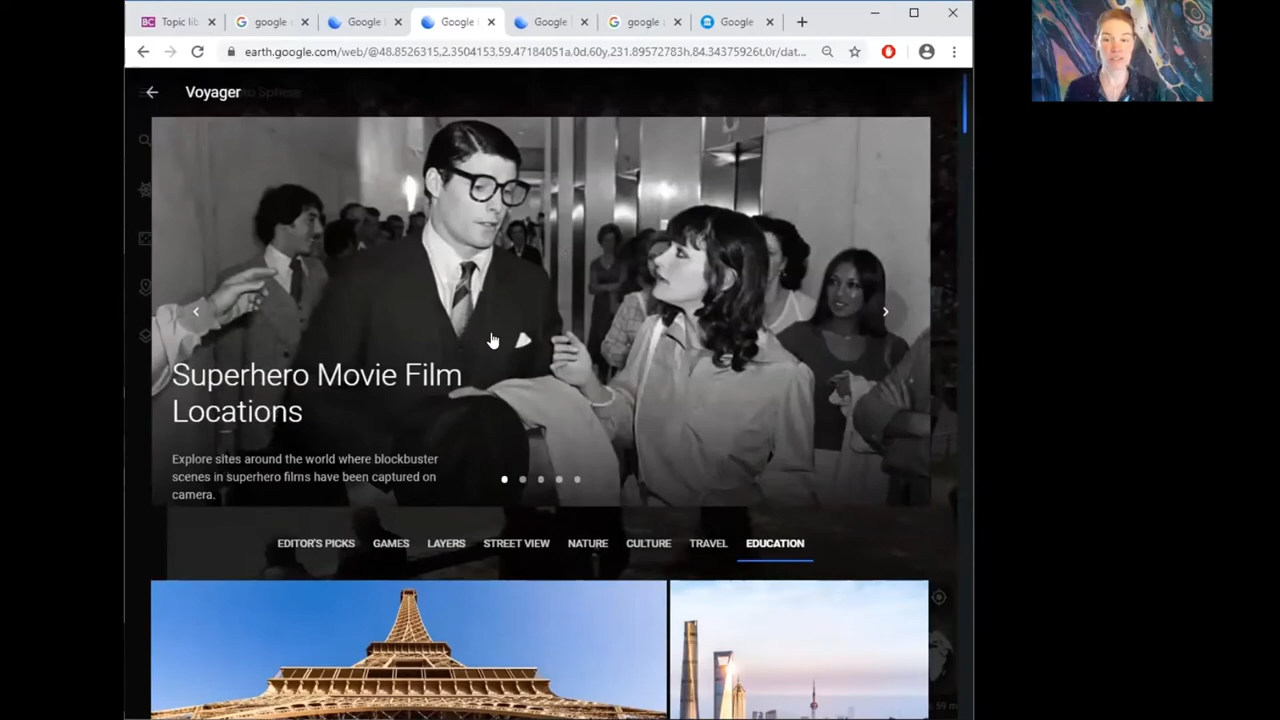 BC Topic lib
google
Google
Google
Google
google
Google
earth.google.com/web/@48.8526315,2.3504153,59.47184051a,0d,60y,231.89572783h,84.34375926t,0r/dat...
Voyager
Superhero Movie Film
Locations
Explore sites around the world where blockbuster
scenes in superhero films have been captured on
camera.
EDITOR'S PICKS GAMES LAYERS STREET VIEW NATURE CULTURE TRAVEL EDUCATION